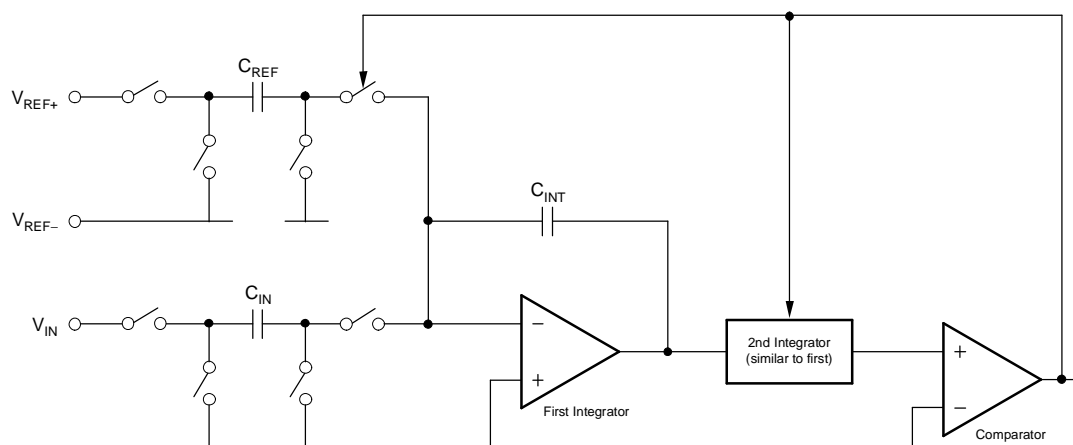 C_REF
V_REF+
V_REF–
C_INT
C_IN
V_IN
–
+
First Integrator
2nd Integrator
(similar to first)
+
–
Comparator